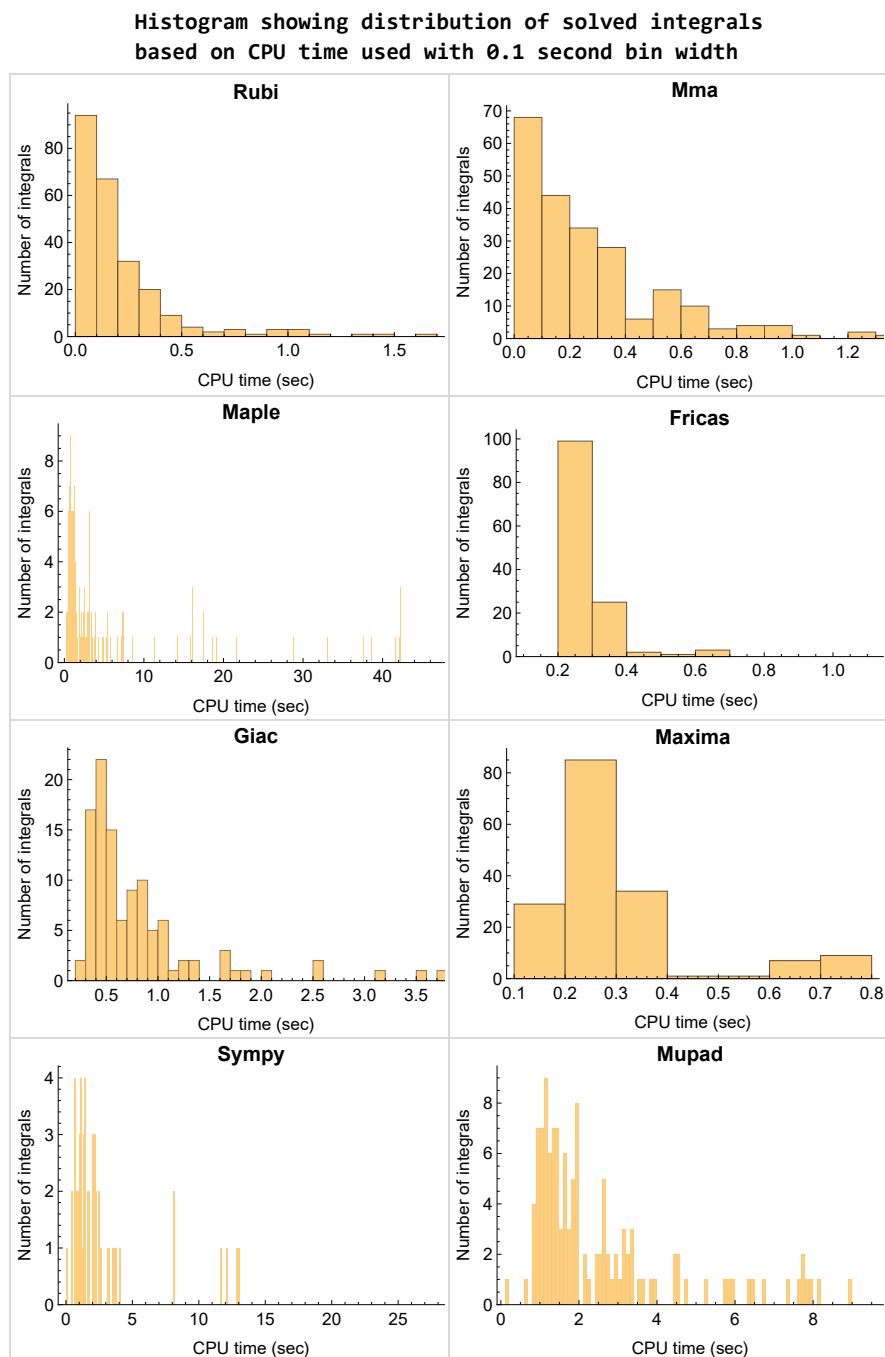 Histogram showing distribution of solved integrals
based on CPU time used with 0.1 second bin width
Rubi
Number of integrals
0 20 40 60 80
0.0 0.5 1.0 1.5
CPU time (sec)
Mma
Number of integrals
0 10 20 30 40 50 60 70
0.0 0.2 0.4 0.6 0.8 1.0 1.2
CPU time (sec)
Maple
Number of integrals
0 2 4 6 8
0 10 20 30 40
CPU time (sec)
Fricas
Number of integrals
0 20 40 60 80 100
0.2 0.4 0.6 0.8 1.0
CPU time (sec)
Giac
Number of integrals
0 5 10 15 20
0.5 1.0 1.5 2.0 2.5 3.0 3.5
CPU time (sec)
Maxima
Number of integrals
0 20 40 60 80
0.1 0.2 0.3 0.4 0.5 0.6 0.7 0.8
CPU time (sec)
Sympy
Number of integrals
0 1 2 3 4
0 5 10 15 20 25
CPU time (sec)
Mupad
Number of integrals
0 2 4 6 8
2 4 6 8
CPU time (sec)